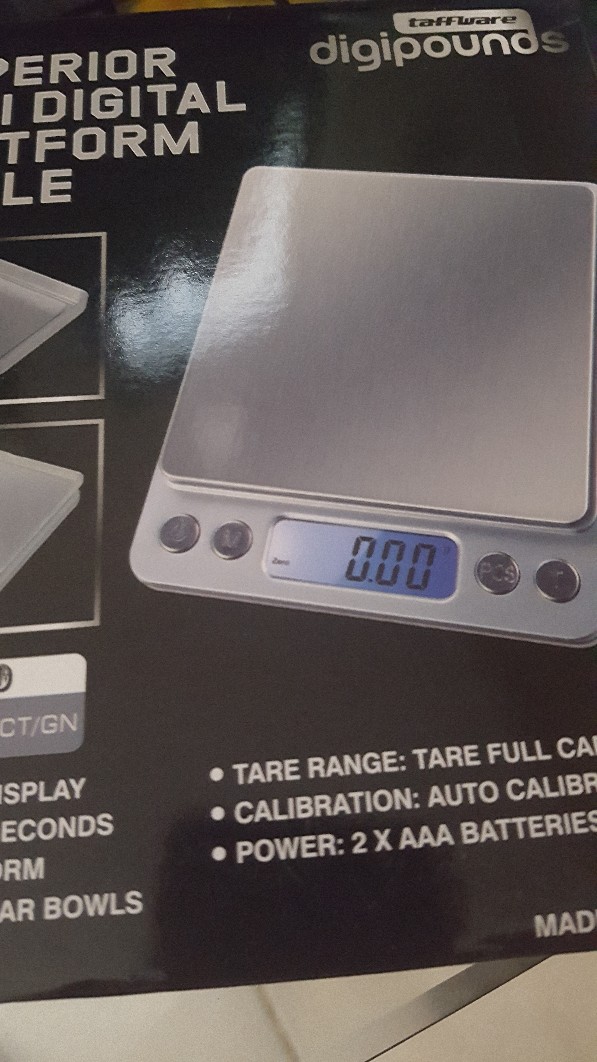 taffware
digipounds
PERIOR
I DIGITAL
TFORM
LE
Zero
0.00
PCS
T
CT/GN
ISPLAY
ECONDS
ORM
AR BOWLS
• TARE RANGE: TARE FULL CA
• CALIBRATION: AUTO CALIBR
• POWER: 2 X AAA BATTERIES
MAD